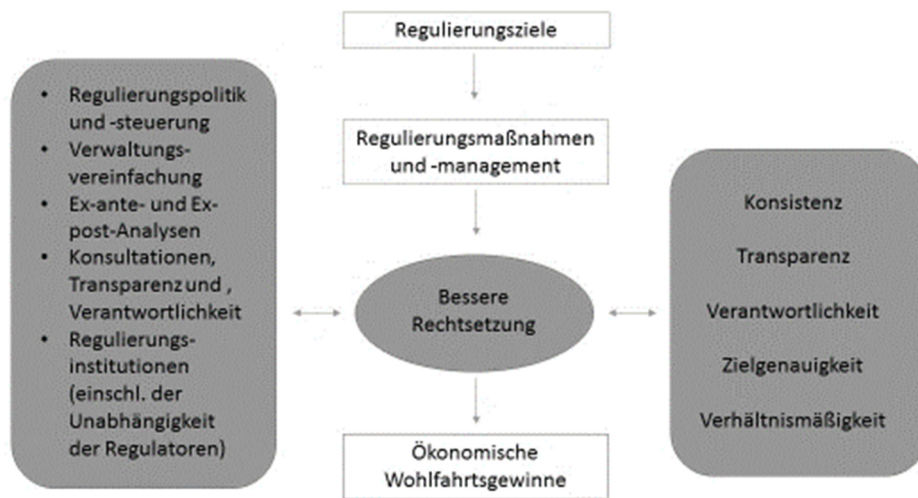 Regulierungsziele
• Regulierungspolitik
und -steuerung
• Verwaltungs-
vereinfachung
• Ex-ante- und Ex-
post-Analysen
• Konsultationen,
Transparenz und ,
Verantwortlichkeit
• Regulierungs-
institutionen
(einschl. der
Unabhängigkeit
der Regulatoren)
Regulierungsmaßnahmen
und -management
Bessere
Rechtsetzung
Ökonomische
Wohlfahrtsgewinne
Konsistenz
Transparenz
Verantwortlichkeit
Zielgenauigkeit
Verhältnismäßigkeit